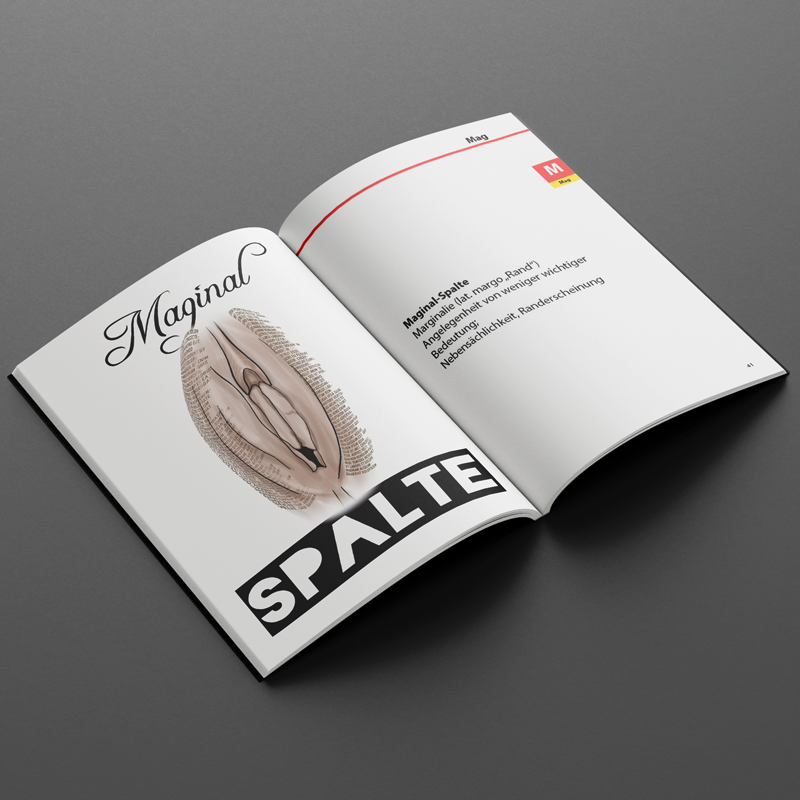 Maginal
SPALTE
Mag
M
Mag
Maginal-Spalte
Marginalie (lat. margo „Rand“)
Angelegenheit von weniger wichtiger
Bedeutung;
Nebensächlichkeit, Randerscheinung
41